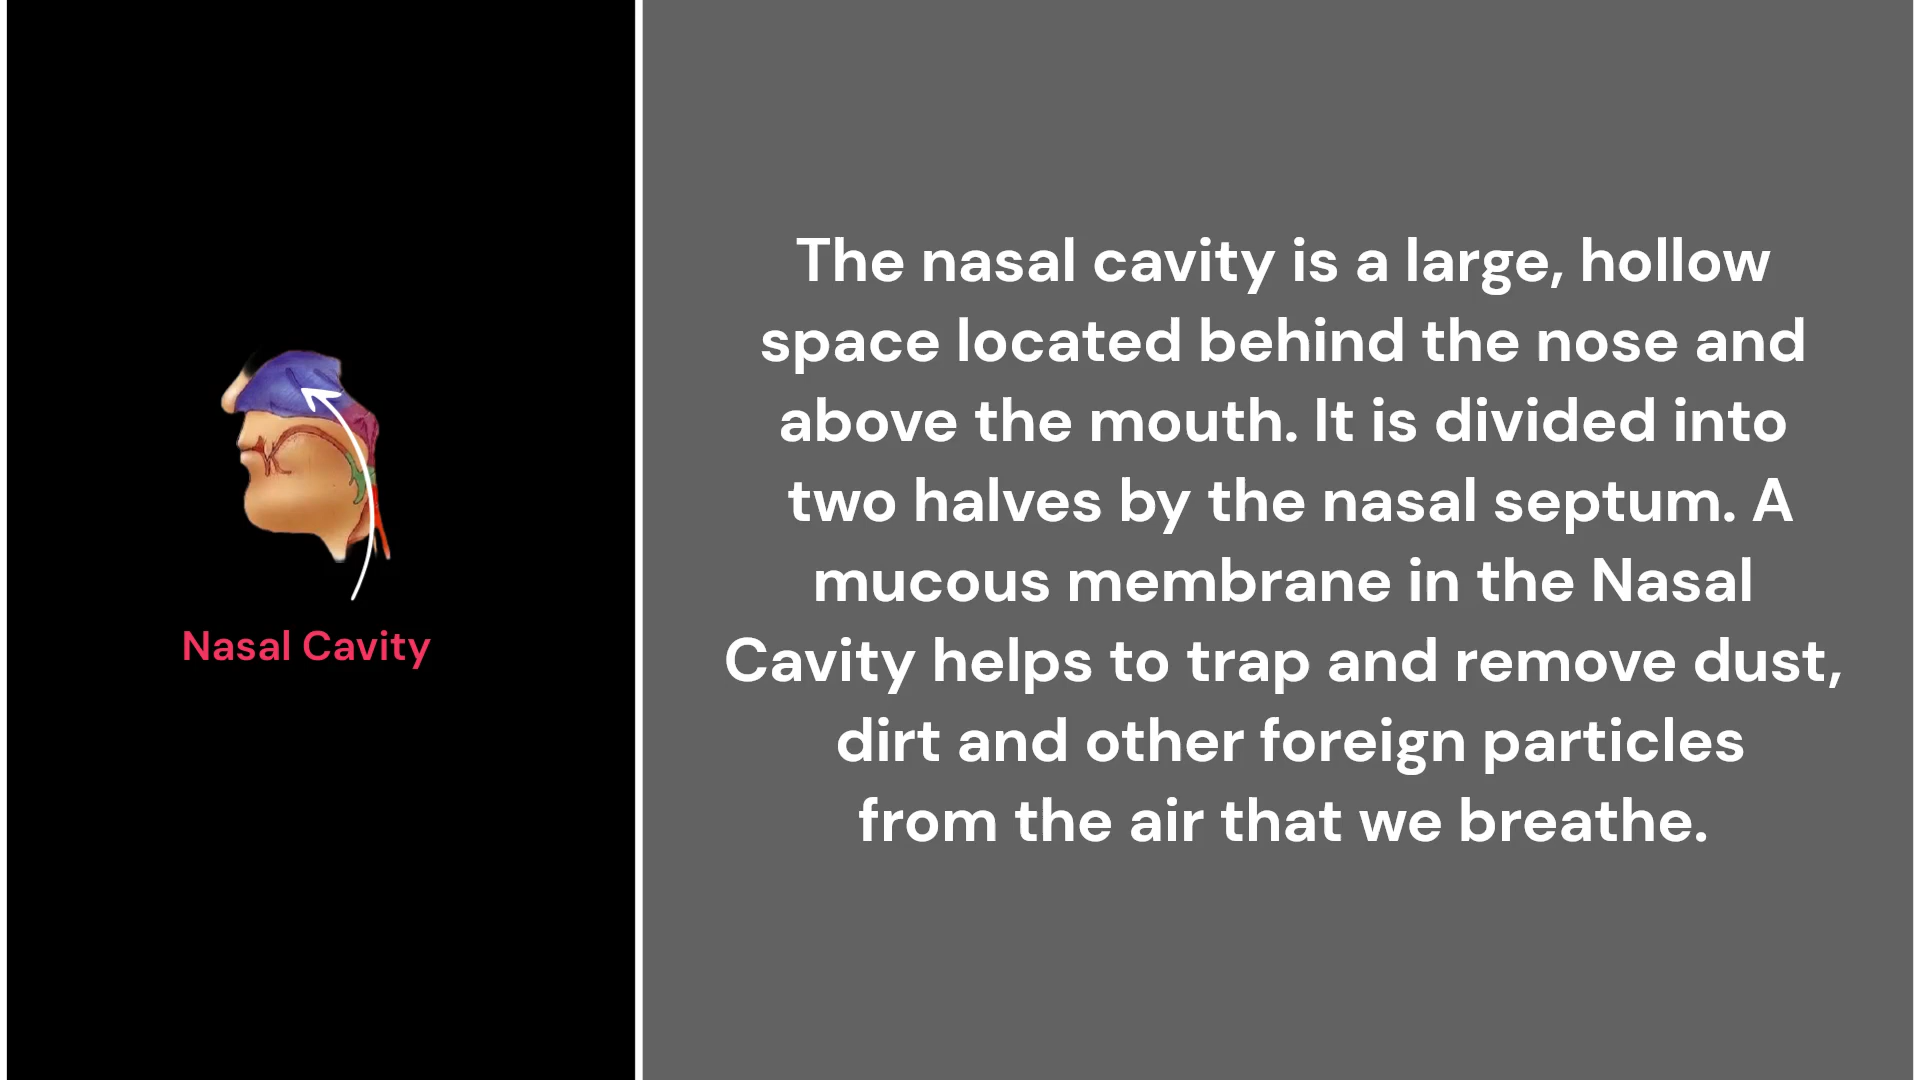 Nasal Cavity
The nasal cavity is a large, hollow
space located behind the nose and
above the mouth. It is divided into
two halves by the nasal septum. A
mucous membrane in the Nasal
Cavity helps to trap and remove dust,
dirt and other foreign particles
from the air that we breathe.